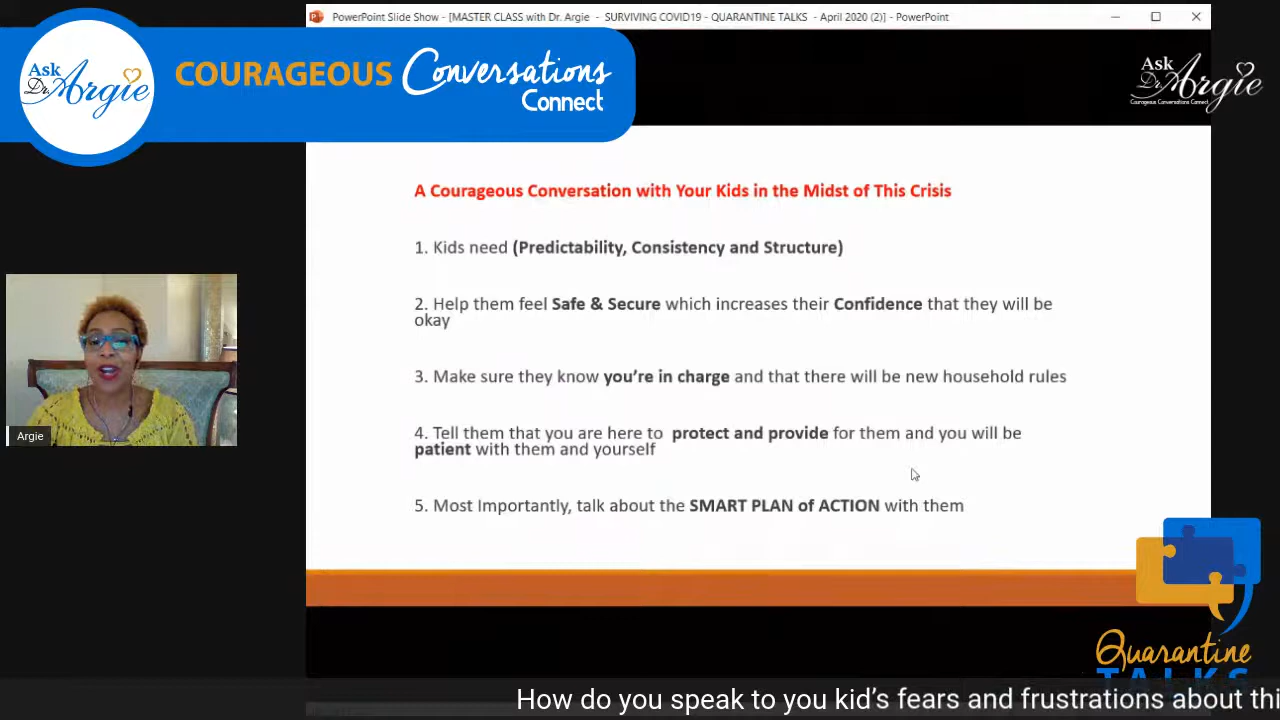 PowerPoint Slide Show - [MASTER CLASS with Dr. Argie - SURVIVING COVID19 - QUARANTINE TALKS - April 2020 (2)] - PowerPoint
Ask
Dr. Argie
COURAGEOUS Conversations
Connect
Ask
Dr. Argie
Courageous Conversations Connect
A Courageous Conversation with Your Kids in the Midst of This Crisis
1. Kids need (Predictability, Consistency and Structure)
2. Help them feel Safe & Secure which increases their Confidence that they will be
okay
3. Make sure they know you're in charge and that there will be new household rules
4. Tell them that you are here to protect and provide for them and you will be
patient with them and yourself
5. Most Importantly, talk about the SMART PLAN of ACTION with them
Argie
Quarantine
TALKS
How do you speak to you kid's fears and frustrations about thi